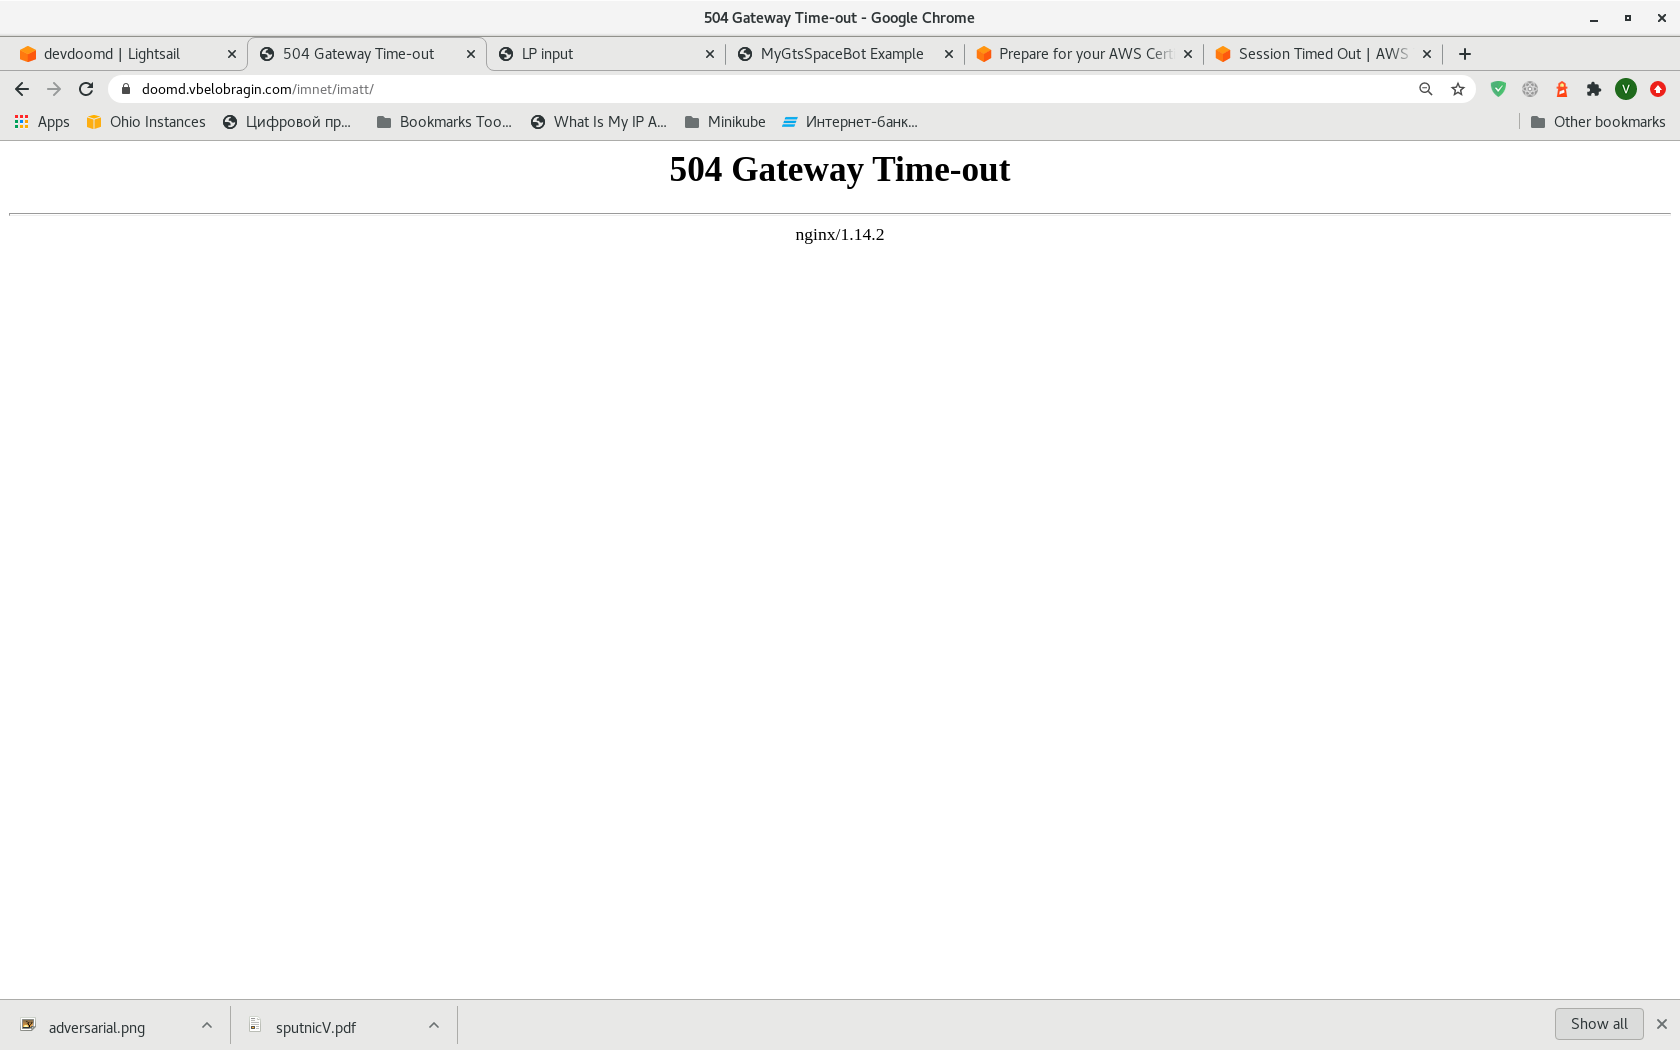 504 Gateway Time-out - Google Chrome
devdoomd | Lightsail
504 Gateway Time-out
LP input
MyGtsSpaceBot Example
Prepare for your AWS Cert
Session Timed Out | AWS
doomd.vbelobragin.com/imnet/imatt/
V
Apps
Ohio Instances
Цифровой пр...
Bookmarks Too...
What Is My IP A...
Minikube
Интернет-банк...
Other bookmarks
504 Gateway Time-out
nginx/1.14.2
adversarial.png
sputnicV.pdf
Show all